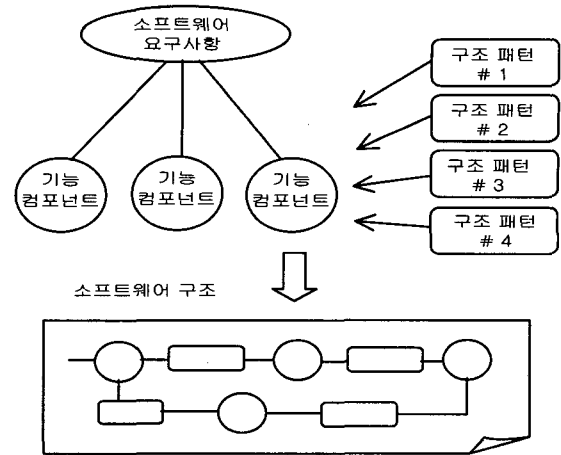 소프트웨어
요구사항
구조 패턴
# 1
구조 패턴
# 2
기능
컴포넌트
기능
컴포넌트
기능
컴포넌트
구조 패턴
# 3
구조 패턴
# 4
소프트웨어 구조